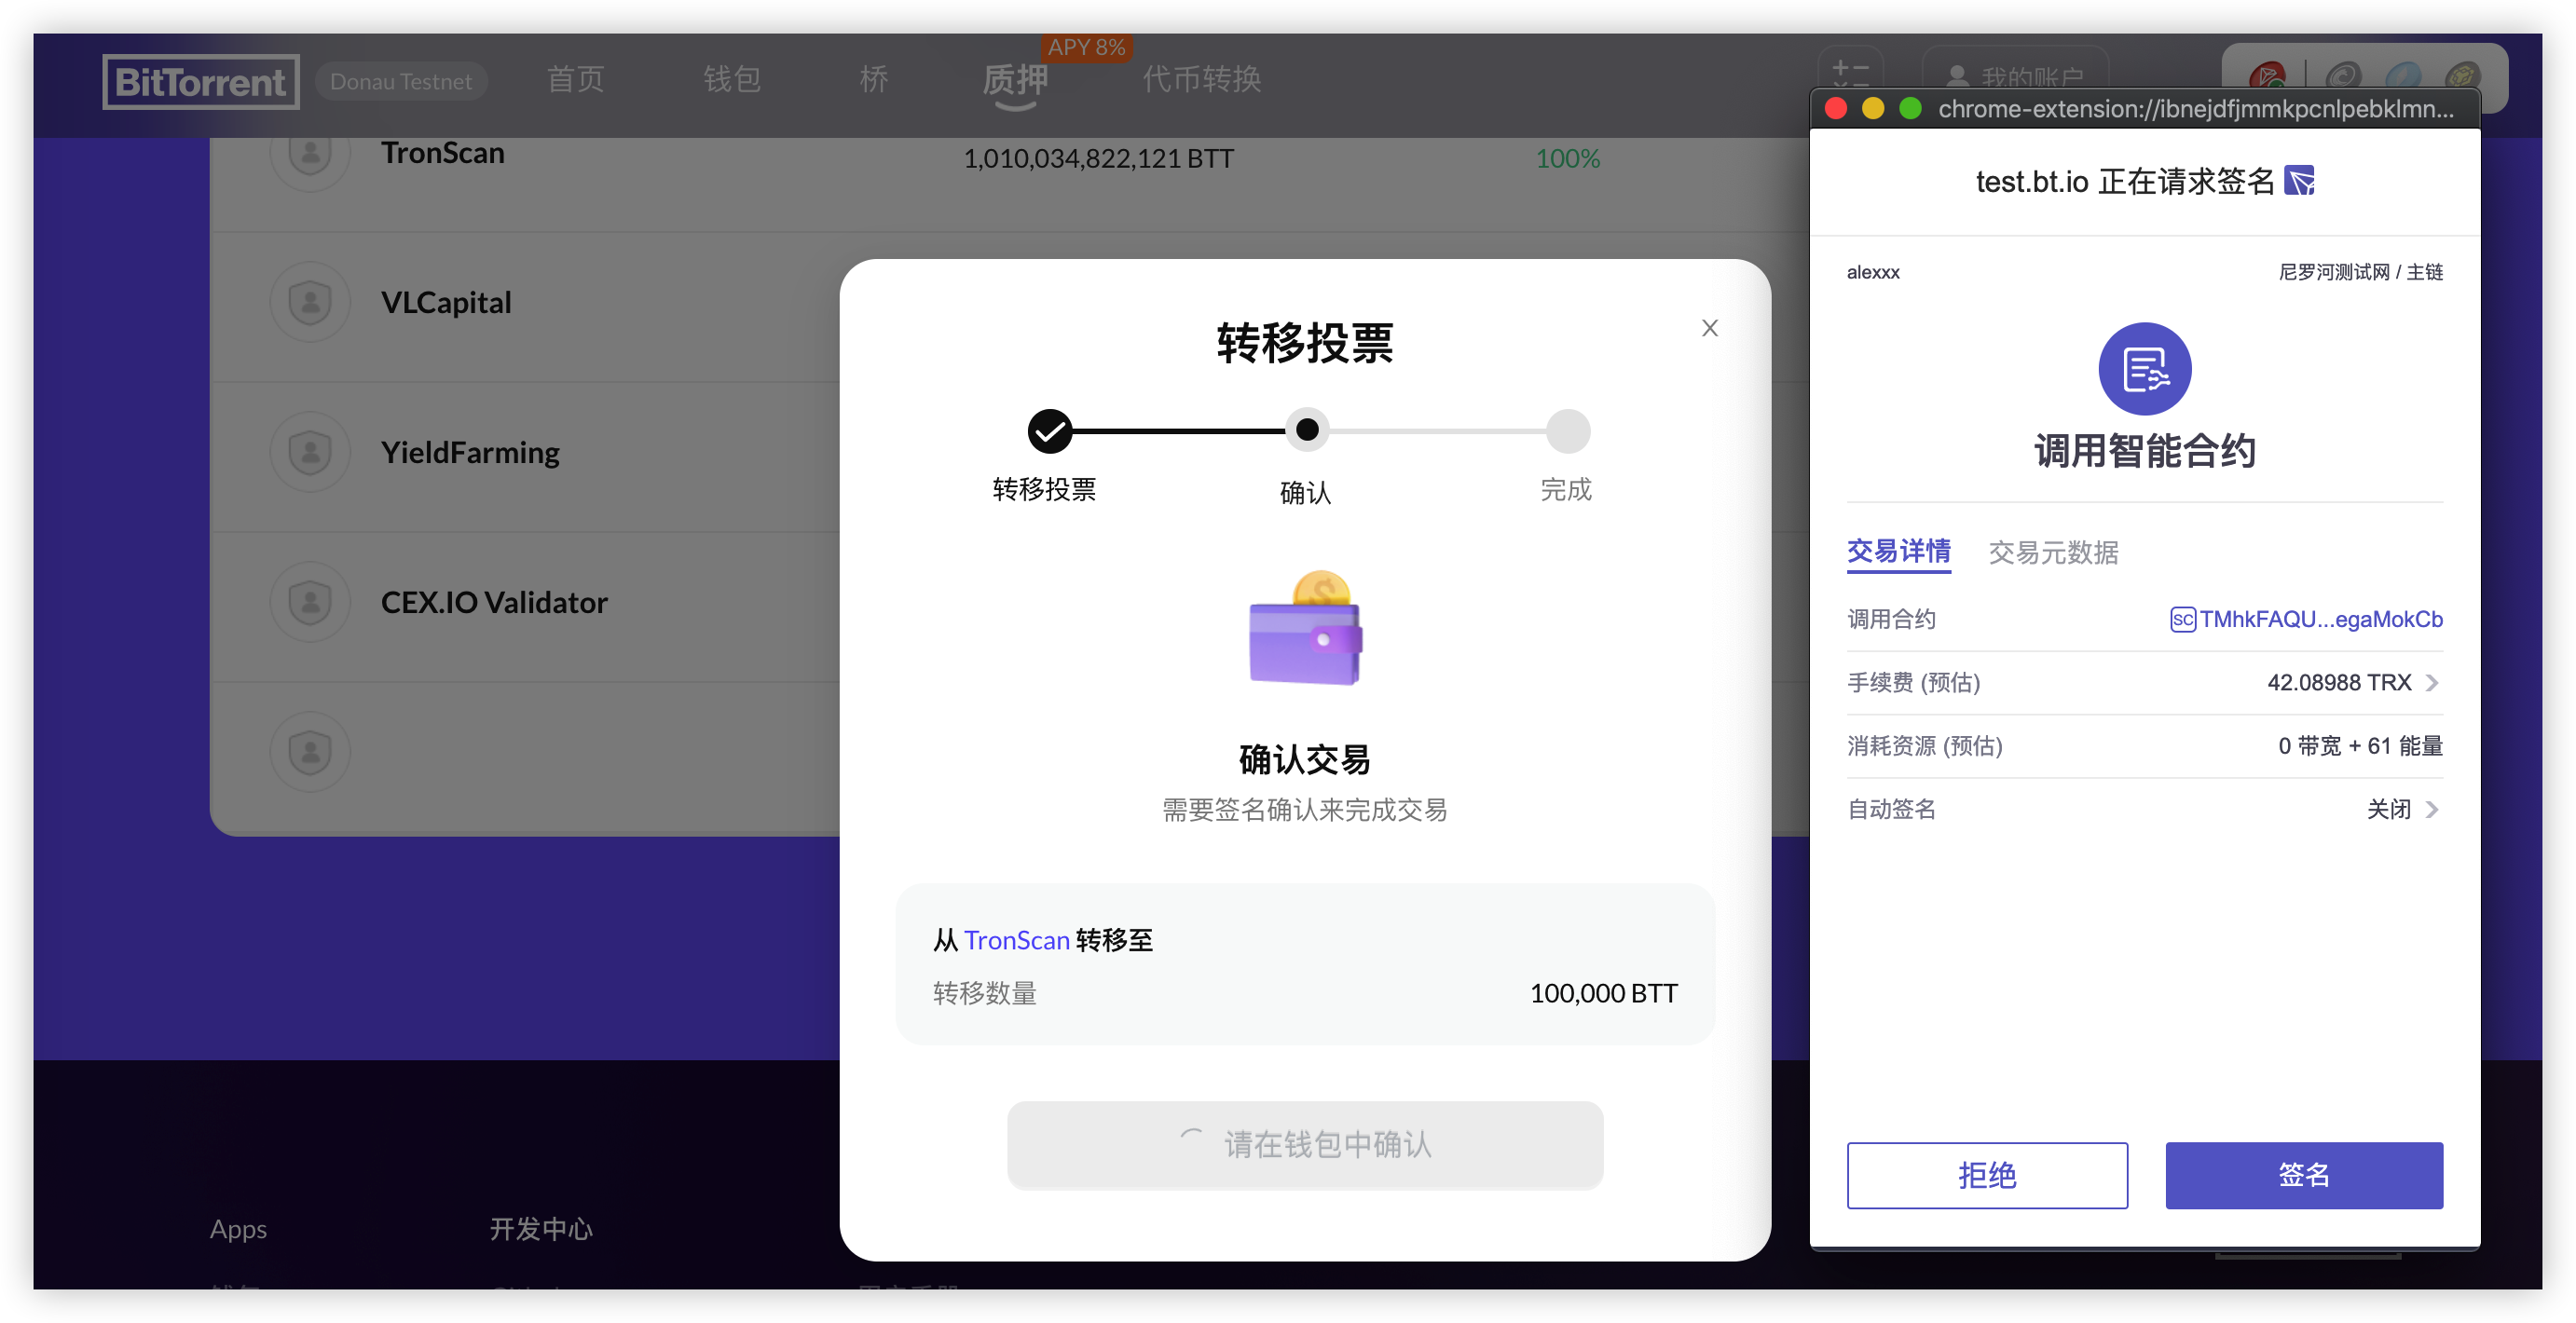 APY 8%
BitTorrent
Donau Testnet
首页
钱包
桥
质押
代币转换
我的账户
TronScan
1,010,034,822,121 BTT
100%
VLCapital
YieldFarming
CEX.IO Validator
转移投票
X
转移投票
确认
完成
确认交易
需要签名确认来完成交易
从 TronScan 转移至
转移数量
100,000 BTT
请在钱包中确认
chrome-extension://ibnejdfjmmkpcnlpebklmn...
test.bt.io 正在请求签名
alexxx
尼罗河测试网 / 主链
调用智能合约
交易详情
交易元数据
调用合约
SC TMhkFAQU...egaMokCb
手续费 (预估)
42.08988 TRX
消耗资源 (预估)
0 带宽 + 61 能量
自动签名
关闭
拒绝
签名
Apps
开发中心